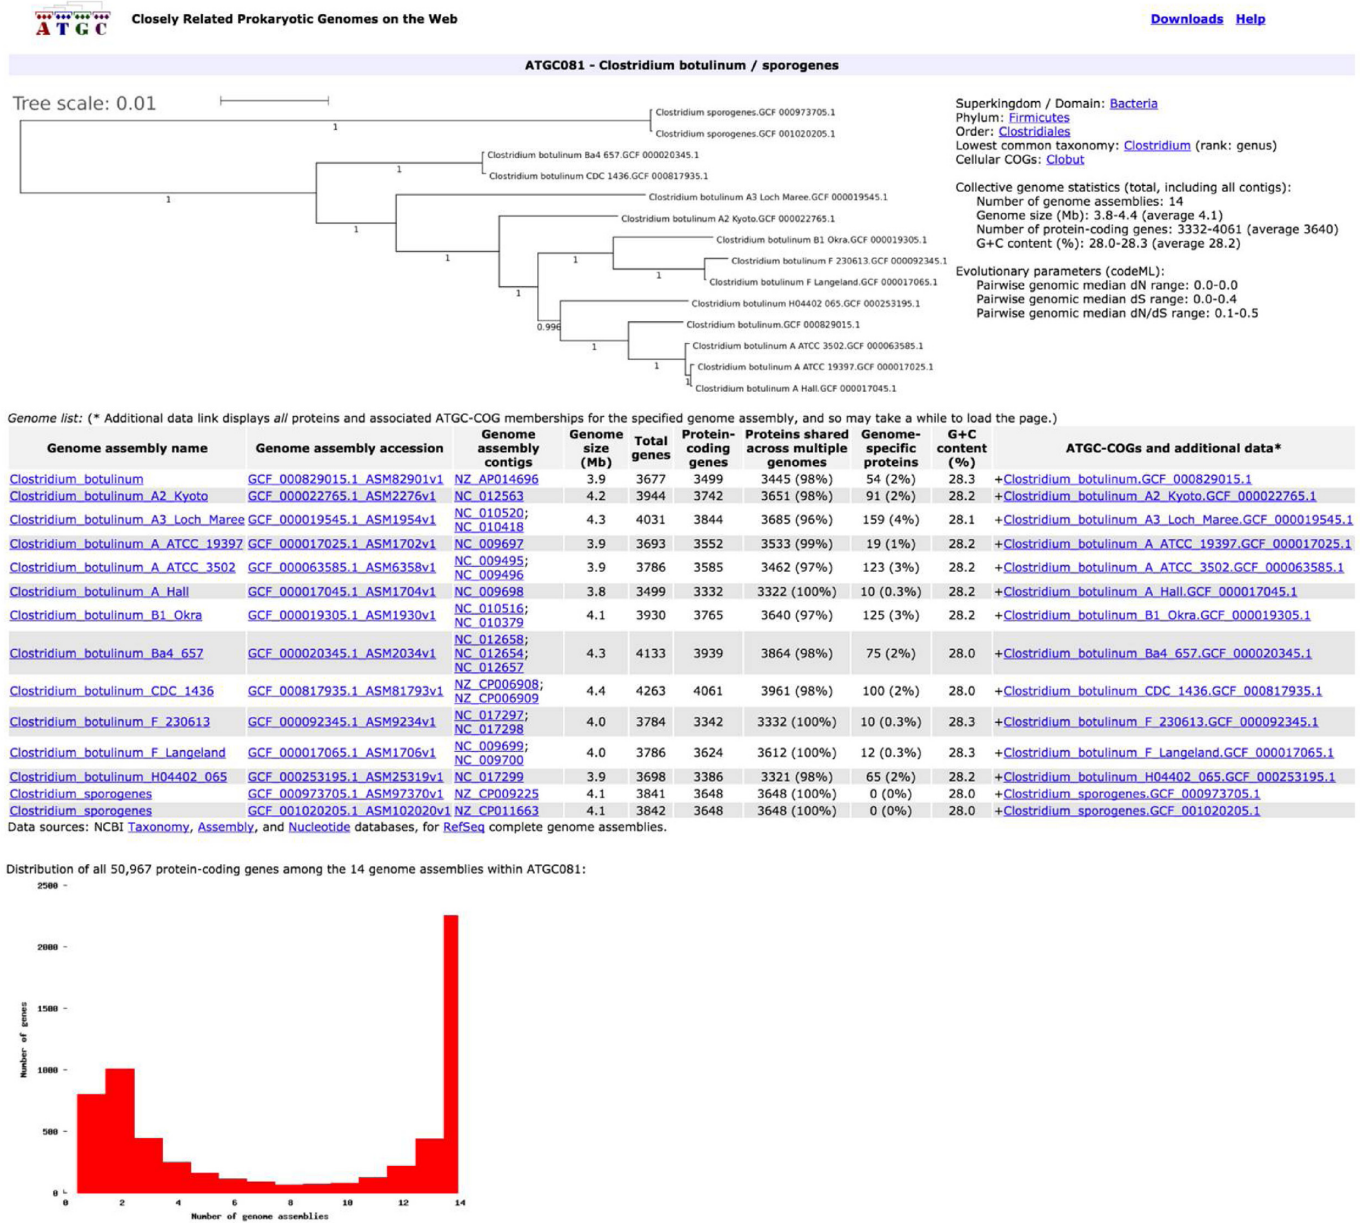 A T G C
Closely Related Prokaryotic Genomes on the Web
Downloads Help
ATGC081 - Clostridium botulinum / sporogenes
Tree scale: 0.01
Clostridium sporogenes.GCF 000973705.1
1
Clostridium sporogenes.GCF 001020205.1
Clostridium botulinum Ba4 657.GCF 000020345.1
1
Clostridium botulinum CDC 1436.GCF 000817935.1
1
Clostridium botulinum A3 Loch Maree.GCF 000019545.1
Clostridium botulinum A2 Kyoto.GCF 000022765.1
1
Clostridium botulinum B1 Okra.GCF 000019305.1
1
1
Clostridium botulinum F 230613.GCF 000092345.1
1
Clostridium botulinum F Langeland.GCF 000017065.1
1
Clostridium botulinum H04402 065.GCF 000253195.1
0.996
Clostridium botulinum.GCF 000829015.1
1
Clostridium botulinum A ATCC 3502.GCF 000063585.1
1
Clostridium botulinum A ATCC 19397.GCF 000017025.1
1
Clostridium botulinum A Hall.GCF 000017045.1
Superkingdom / Domain: Bacteria
Phylum: Firmicutes
Order: Clostridiales
Lowest common taxonomy: Clostridium (rank: genus)
Cellular COGs: Clobut
Collective genome statistics (total, including all contigs):
Number of genome assemblies: 14
Genome size (Mb): 3.8-4.4 (average 4.1)
Number of protein-coding genes: 3332-4061 (average 3640)
G+C content (%): 28.0-28.3 (average 28.2)
Evolutionary parameters (codeML):
Pairwise genomic median dN range: 0.0-0.0
Pairwise genomic median dS range: 0.0-0.4
Pairwise genomic median dN/dS range: 0.1-0.5
Genome list: (* Additional data link displays all proteins and associated ATGC-COG memberships for the specified genome assembly, and so may take a while to load the page.)
Genome assembly name Genome assembly accession Genome assembly contigs Genome size (Mb) Total genes Protein-coding genes Proteins shared across multiple genomes Genome-specific proteins G+C content (%) ATGC-COGs and additional data*
Clostridium_botulinum GCF_000829015.1_ASM82901v1 NZ_AP014696 3.9 3677 3499 3445 (98%) 54 (2%) 28.3 +Clostridium_botulinum.GCF_000829015.1
Clostridium_botulinum_A2_Kyoto GCF_000022765.1_ASM2276v1 NC_012563 4.2 3944 3742 3651 (98%) 91 (2%) 28.2 +Clostridium_botulinum_A2_Kyoto.GCF_000022765.1
Clostridium_botulinum_A3_Loch_Maree GCF_000019545.1_ASM1954v1 NC_010520; NC_010418 4.3 4031 3844 3685 (96%) 159 (4%) 28.1 +Clostridium_botulinum_A3_Loch_Maree.GCF_000019545.1
Clostridium_botulinum_A_ATCC_19397 GCF_000017025.1_ASM1702v1 NC_009697 3.9 3693 3552 3533 (99%) 19 (1%) 28.2 +Clostridium_botulinum_A_ATCC_19397.GCF_000017025.1
Clostridium_botulinum_A_ATCC_3502 GCF_000063585.1_ASM6358v1 NC_009495; NC_009496 3.9 3786 3585 3462 (97%) 123 (3%) 28.2 +Clostridium_botulinum_A_ATCC_3502.GCF_000063585.1
Clostridium_botulinum_A_Hall GCF_000017045.1_ASM1704v1 NC_009698 3.8 3499 3332 3322 (100%) 10 (0.3%) 28.2 +Clostridium_botulinum_A_Hall.GCF_000017045.1
Clostridium_botulinum_B1_Okra GCF_000019305.1_ASM1930v1 NC_010516; NC_010379 4.1 3930 3765 3640 (97%) 125 (3%) 28.2 +Clostridium_botulinum_B1_Okra.GCF_000019305.1
Clostridium_botulinum_Ba4_657 GCF_000020345.1_ASM2034v1 NC_012658; NC_012654; NC_012657 4.3 4133 3939 3864 (98%) 75 (2%) 28.0 +Clostridium_botulinum_Ba4_657.GCF_000020345.1
Clostridium_botulinum_CDC_1436 GCF_000817935.1_ASM81793v1 NZ_CP006908; NZ_CP006909 4.4 4263 4061 3961 (98%) 100 (2%) 28.0 +Clostridium_botulinum_CDC_1436.GCF_000817935.1
Clostridium_botulinum_F_230613 GCF_000092345.1_ASM9234v1 NC_017297; NC_017298 4.0 3784 3342 3332 (100%) 10 (0.3%) 28.3 +Clostridium_botulinum_F_230613.GCF_000092345.1
Clostridium_botulinum_F_Langeland GCF_000017065.1_ASM1706v1 NC_009699; NC_009700 4.0 3786 3624 3612 (100%) 12 (0.3%) 28.3 +Clostridium_botulinum_F_Langeland.GCF_000017065.1
Clostridium_botulinum_H04402_065 GCF_000253195.1_ASM25319v1 NC_017299 3.9 3698 3386 3321 (98%) 65 (2%) 28.2 +Clostridium_botulinum_H04402_065.GCF_000253195.1
Clostridium_sporogenes GCF_000973705.1_ASM97370v1 NZ_CP009225 4.1 3841 3648 3648 (100%) 0 (0%) 28.0 +Clostridium_sporogenes.GCF_000973705.1
Clostridium_sporogenes GCF_001020205.1_ASM102020v1 NZ_CP011663 4.1 3842 3648 3648 (100%) 0 (0%) 28.0 +Clostridium_sporogenes.GCF_001020205.1
Data sources: NCBI Taxonomy, Assembly, and Nucleotide databases, for RefSeq complete genome assemblies.
Distribution of all 50,967 protein-coding genes among the 14 genome assemblies within ATGC081:
2500
2000
1500
1000
500
0
Number of genes
0 2 4 6 8 10 12 14
Number of genome assemblies